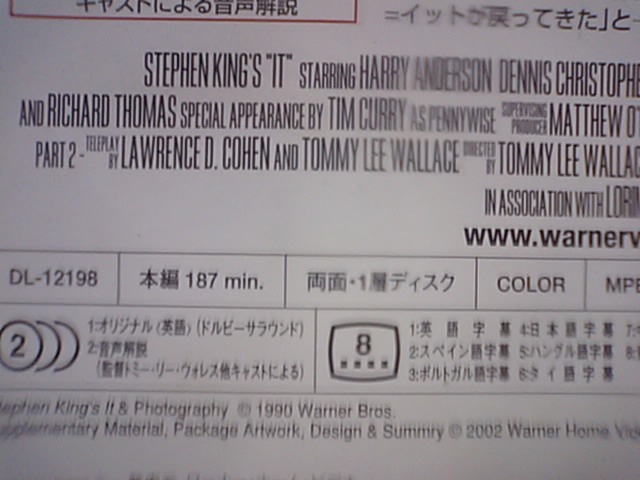 キャストによる音声解説
=イットが戻ってきた」と
STEPHEN KING'S "IT" STARRING HARRY ANDERSON DENNIS CHRISTOPHE
AND RICHARD THOMAS SPECIAL APPEARANCE BY TIM CURRY AS PENNYWISE SUPERVISING PRODUCER MATTHEW O'
PART 2 - TELEPLAY BY LAWRENCE D. COHEN AND TOMMY LEE WALLACE DIRECTED BY TOMMY LEE WALLAC
IN ASSOCIATION WITH LORIM
www.warnerv
DL-12198 本編 187 min. 両面・1層ディスク COLOR MPE
2 1:オリジナル(英語)(ドルビーサラウンド)
2:音声解説
(監督トミー・リー・ウォレス他キャストによる)
8 1:英語字幕 4:日本語字幕 7:
2:スペイン語字幕 5:ハングル語字幕 8:
3:ポルトガル語字幕 6:タイ語字幕
tephen King's It & Photography © 1990 Warner Bros.
upplementary Material, Package Artwork, Design & Summry © 2002 Warner Home Vide